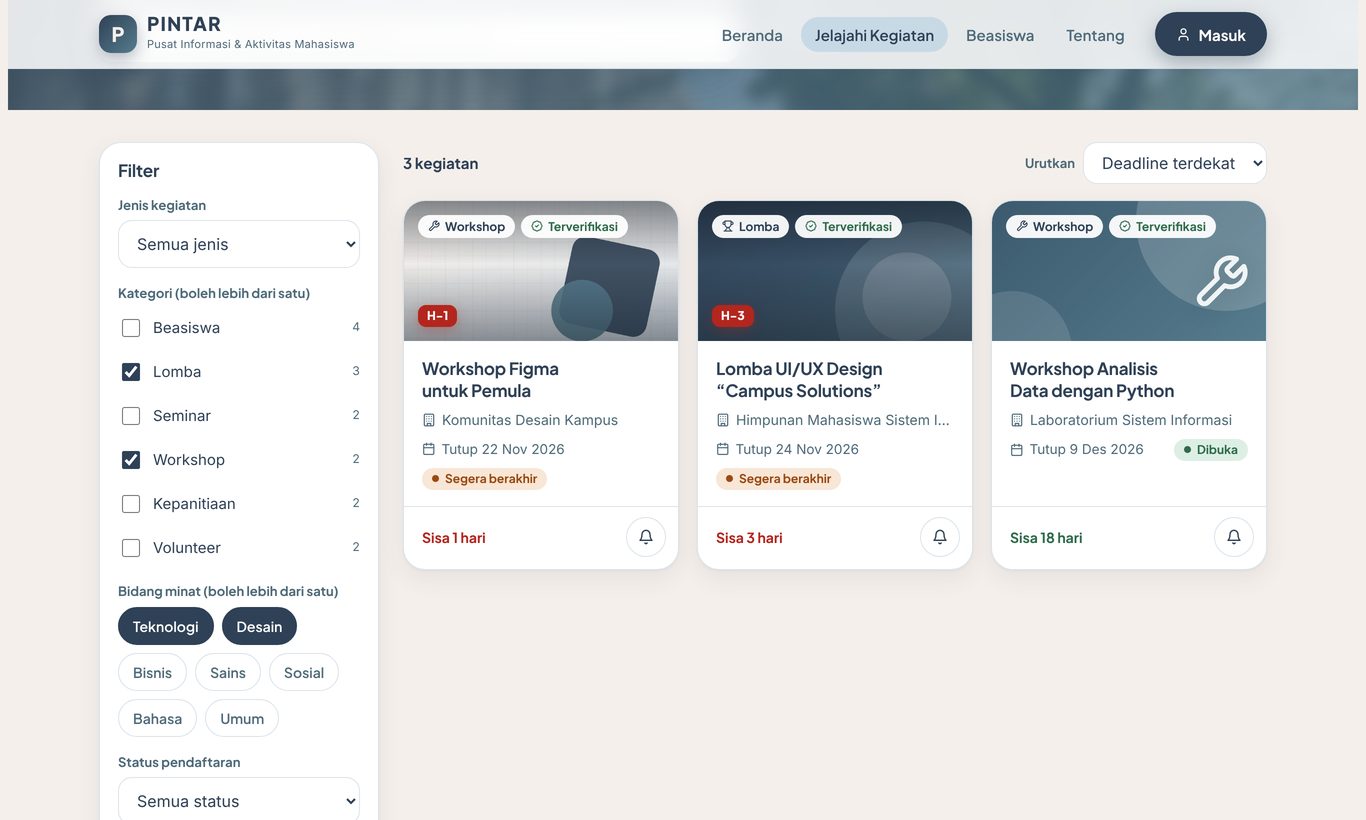 P
PINTAR
Pusat Informasi & Aktivitas Mahasiswa
Beranda
Jelajahi Kegiatan
Beasiswa
Tentang
Masuk
Filter
Jenis kegiatan
Semua jenis
Kategori (boleh lebih dari satu)
Beasiswa 4
Lomba 3
Seminar 2
Workshop 2
Kepanitiaan 2
Volunteer 2
Bidang minat (boleh lebih dari satu)
Teknologi Desain
Bisnis Sains Sosial
Bahasa Umum
Status pendaftaran
Semua status
3 kegiatan
Urutkan Deadline terdekat
Workshop Terverifikasi
H-1
Workshop Figma
untuk Pemula
Komunitas Desain Kampus
Tutup 22 Nov 2026
Segera berakhir
Sisa 1 hari
Lomba Terverifikasi
H-3
Lomba UI/UX Design
“Campus Solutions”
Himpunan Mahasiswa Sistem I...
Tutup 24 Nov 2026
Segera berakhir
Sisa 3 hari
Workshop Terverifikasi
Workshop Analisis
Data dengan Python
Laboratorium Sistem Informasi
Tutup 9 Des 2026 Dibuka
Sisa 18 hari